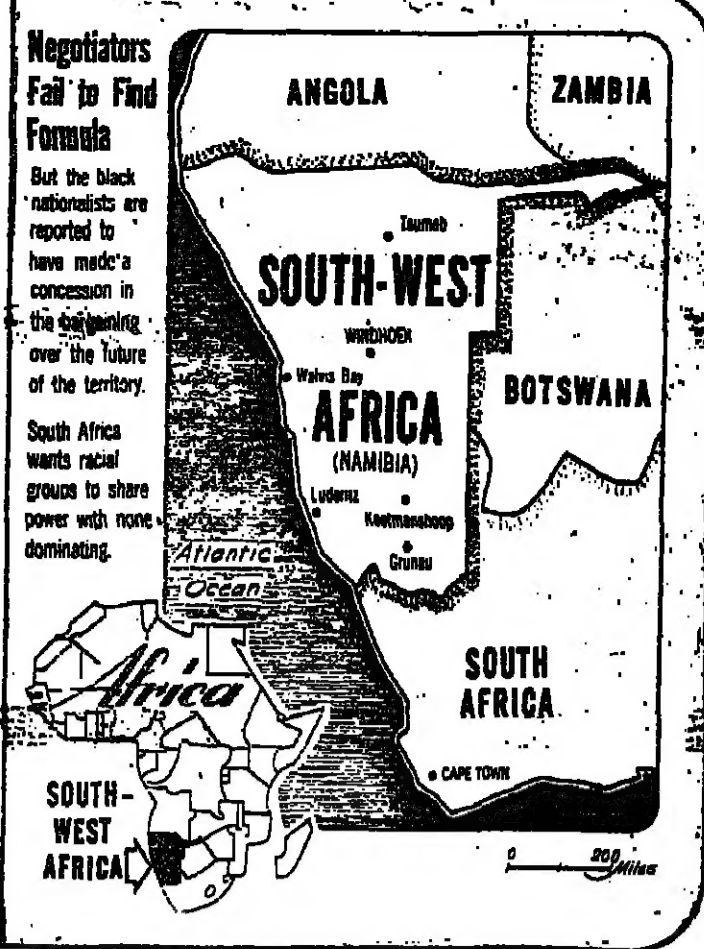 Negotiators
Fail to Find
Formula
But the black
nationalists are
reported to
have made a
concession in
the bargaining
over the future
of the territory.
South Africa
wants racial
groups to share
power with none
dominating.
ANGOLA
ZAMBIA
Tsumeb
SOUTH-WEST
WINDHOEK
Walvis Bay
BOTSWANA
AFRICA
(NAMIBIA)
Luderitz
Keetmanshoop
Grunau
Atlantic
Ocean
SOUTH
AFRICA
CAPE TOWN
Africa
SOUTH-
WEST
AFRICA
0 200
Miles